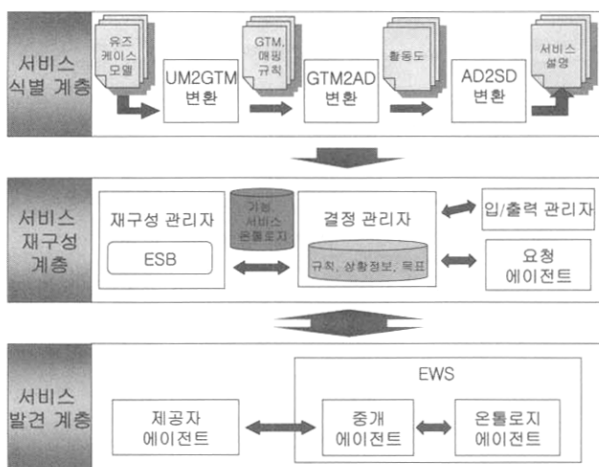 서비스
식별 계층
유즈
케이스
모델
UM2GTM
변환
GTM,
매핑
규칙
GTM2AD
변환
활동도
AD2SD
변환
서비스
설명
서비스
재구성
계층
재구성 관리자
ESB
기능,
서비스
온톨로지
결정 관리자
규칙, 상황정보, 목표
입/출력 관리자
요청
에이전트
서비스
발견 계층
EWS
제공자
에이전트
중개
에이전트
온톨로지
에이전트